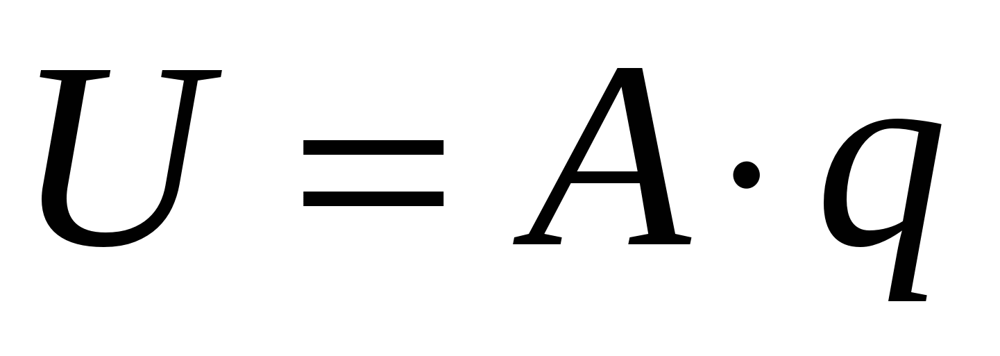 U = A · q